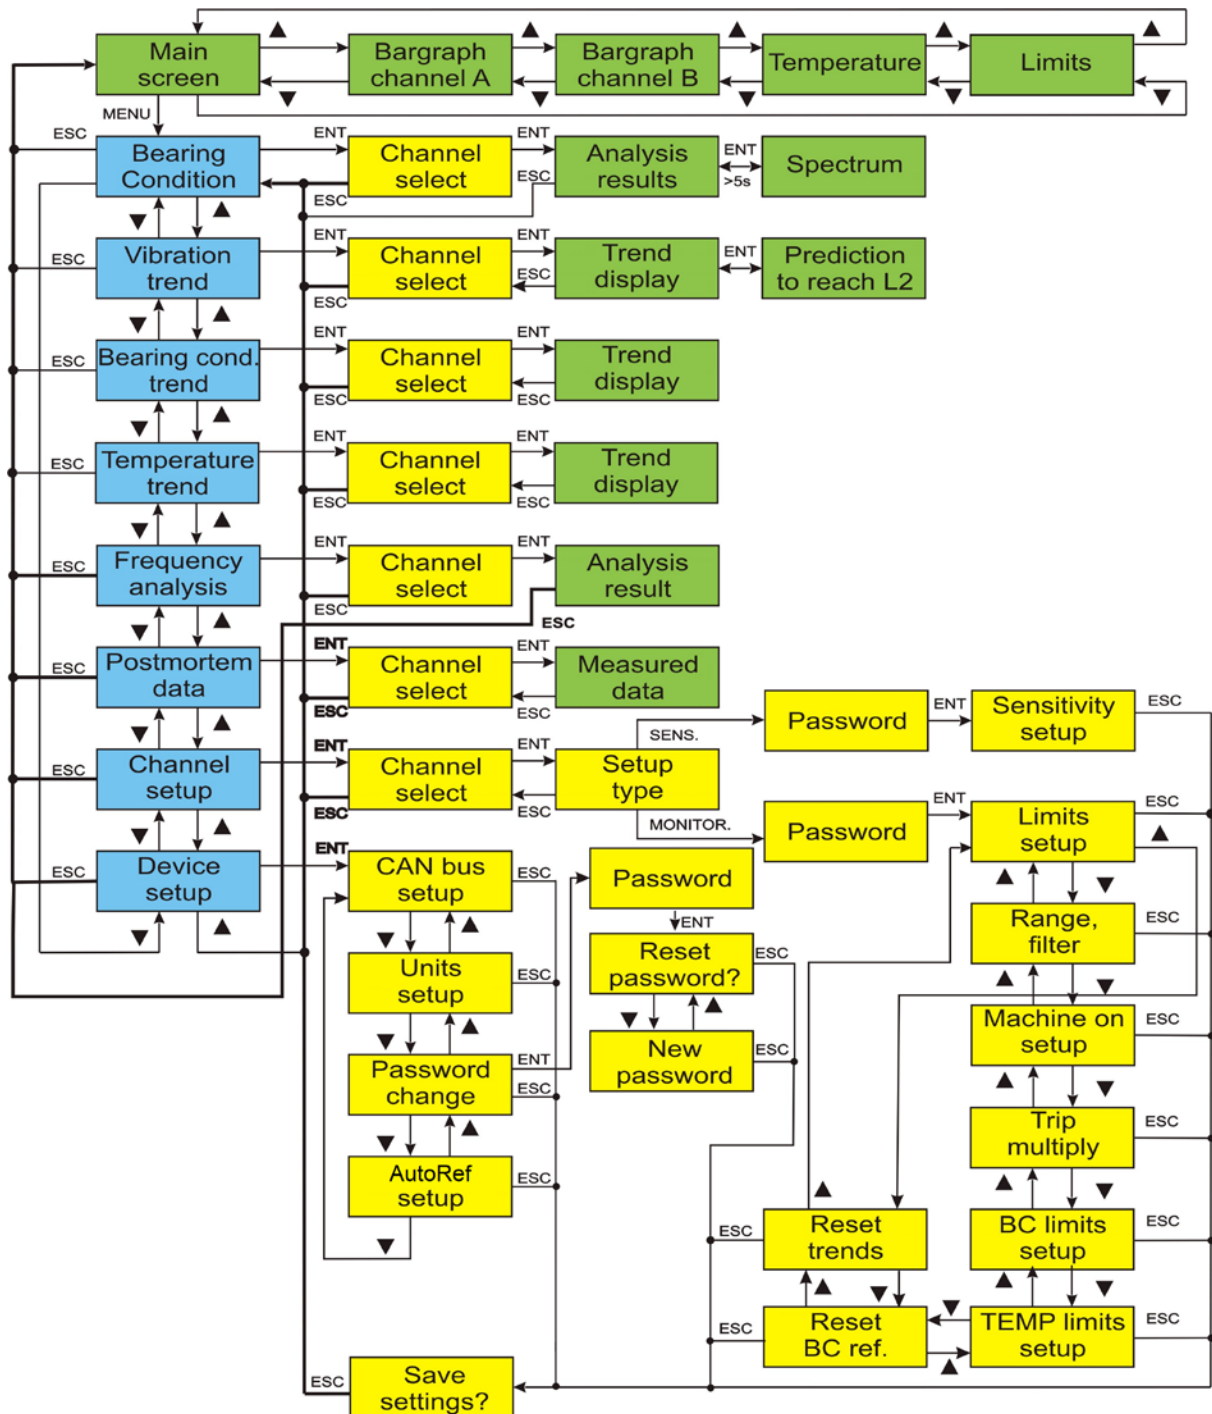 Main
screen
Bargraph
channel A
Bargraph
channel B
Temperature
Limits
MENU
ESC
Bearing
Condition
ENT
Channel
select
ESC
ENT
ESC
Analysis
results
ENT
>5s
Spectrum
ESC
Vibration
trend
ENT
Channel
select
ESC
ENT
ESC
Trend
display
ENT
Prediction
to reach L2
ESC
Bearing cond.
trend
ENT
Channel
select
ESC
ENT
ESC
Trend
display
ESC
Temperature
trend
ENT
Channel
select
ESC
ENT
ESC
Trend
display
ESC
Frequency
analysis
ENT
Channel
select
ESC
ENT
Analysis
result
ESC
ESC
Postmortem
data
ENT
Channel
select
ESC
ENT
ESC
Measured
data
ESC
Channel
setup
ENT
Channel
select
ESC
ENT
ESC
Setup
type
SENS.
Password
ENT
Sensitivity
setup
ESC
MONITOR.
Password
ENT
Limits
setup
ESC
ESC
Device
setup
ENT
CAN bus
setup
ESC
Password
ENT
Range,
filter
ESC
Units
setup
ESC
Reset
password?
ESC
Machine on
setup
ESC
Password
change
ENT
ESC
New
password
ESC
Trip
multiply
ESC
AutoRef
setup
ESC
ESC
Reset
trends
BC limits
setup
ESC
ESC
Reset
BC ref.
TEMP limits
setup
ESC
ESC
Save
settings?